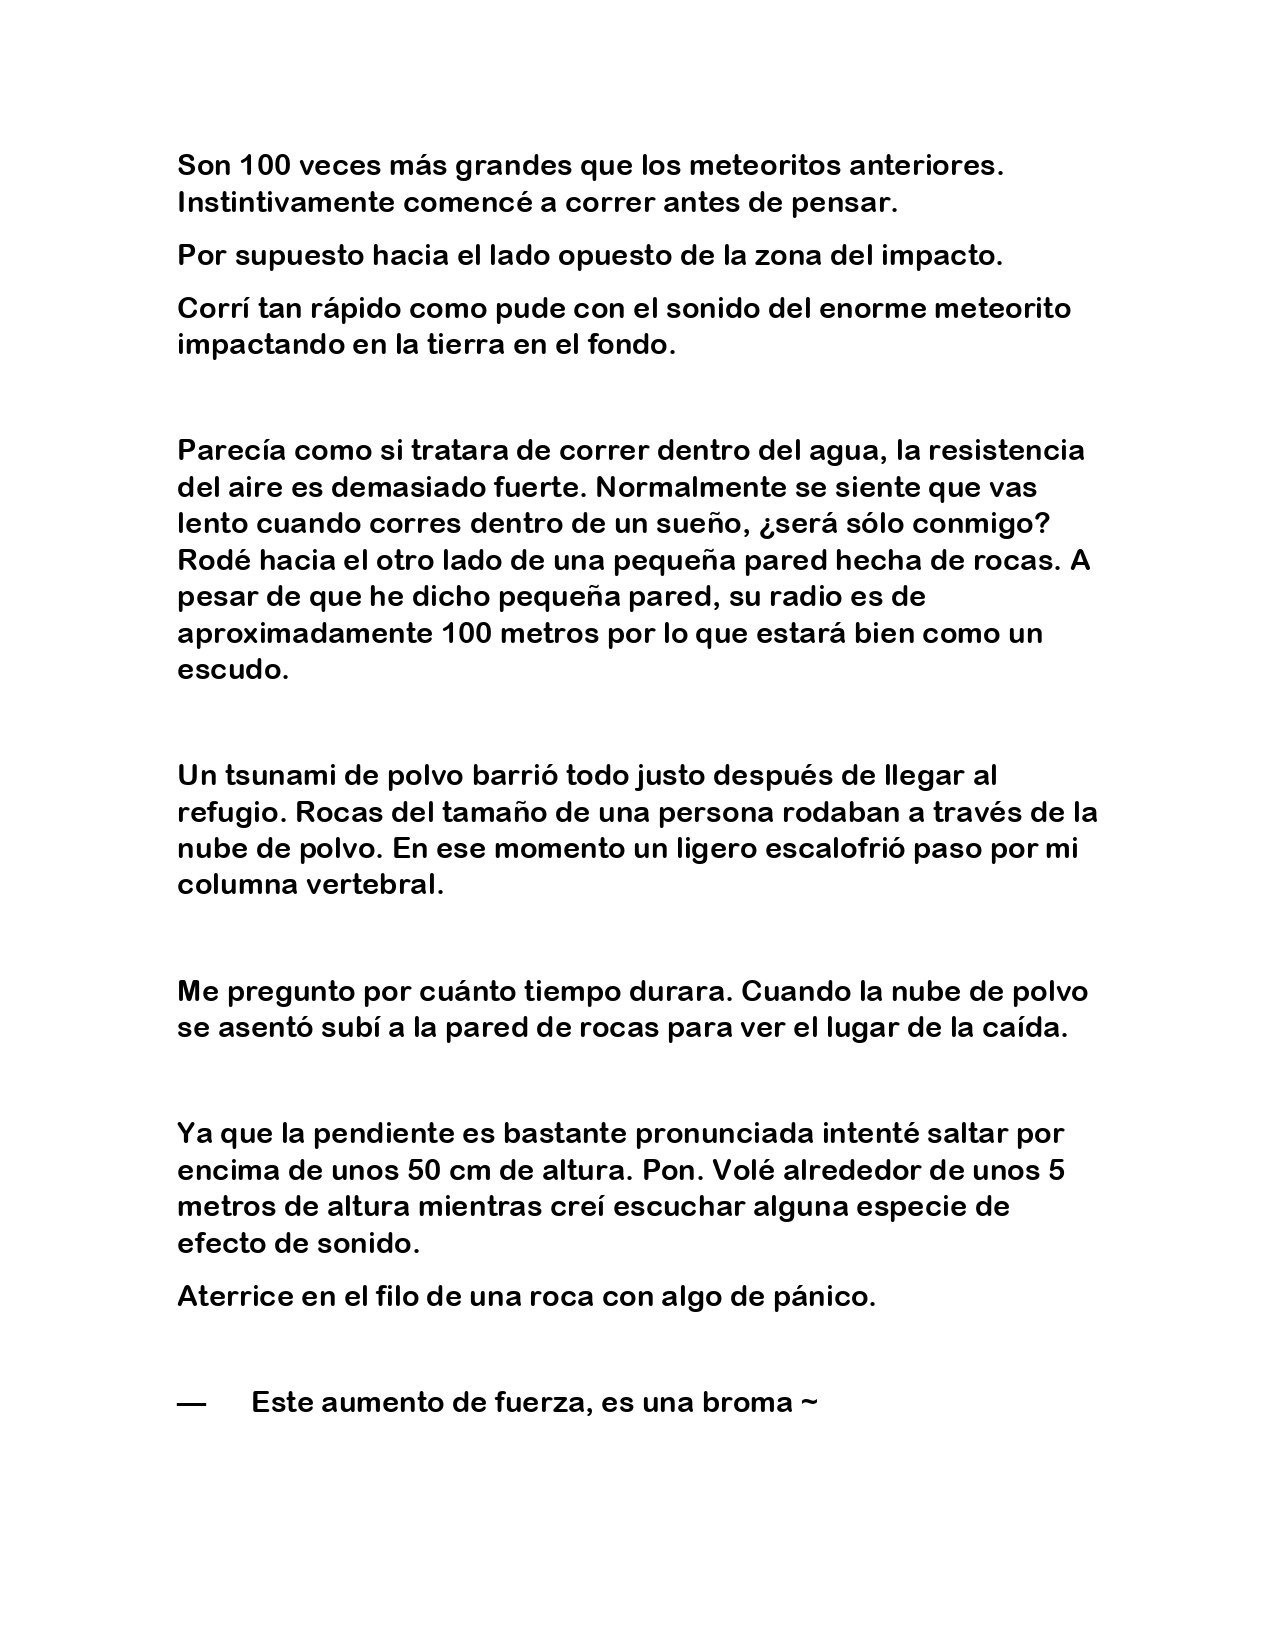 Son 100 veces más grandes que los meteoritos anteriores.
Instintivamente comencé a correr antes de pensar.
Por supuesto hacia el lado opuesto de la zona del impacto.
Corrí tan rápido como pude con el sonido del enorme meteorito
impactando en la tierra en el fondo.
Parecía como si tratara de correr dentro del agua, la resistencia
del aire es demasiado fuerte. Normalmente se siente que vas
lento cuando corres dentro de un sueño, ¿será sólo conmigo?
Rodé hacia el otro lado de una pequeña pared hecha de rocas. A
pesar de que he dicho pequeña pared, su radio es de
aproximadamente 100 metros por lo que estará bien como un
escudo.
Un tsunami de polvo barrió todo justo después de llegar al
refugio. Rocas del tamaño de una persona rodaban a través de la
nube de polvo. En ese momento un ligero escalofrió paso por mi
columna vertebral.
Me pregunto por cuánto tiempo durara. Cuando la nube de polvo
se asentó subí a la pared de rocas para ver el lugar de la caída.
Ya que la pendiente es bastante pronunciada intenté saltar por
encima de unos 50 cm de altura. Pon. Volé alrededor de unos 5
metros de altura mientras creí escuchar alguna especie de
efecto de sonido.
Aterrice en el filo de una roca con algo de pánico.
— Este aumento de fuerza, es una broma ~